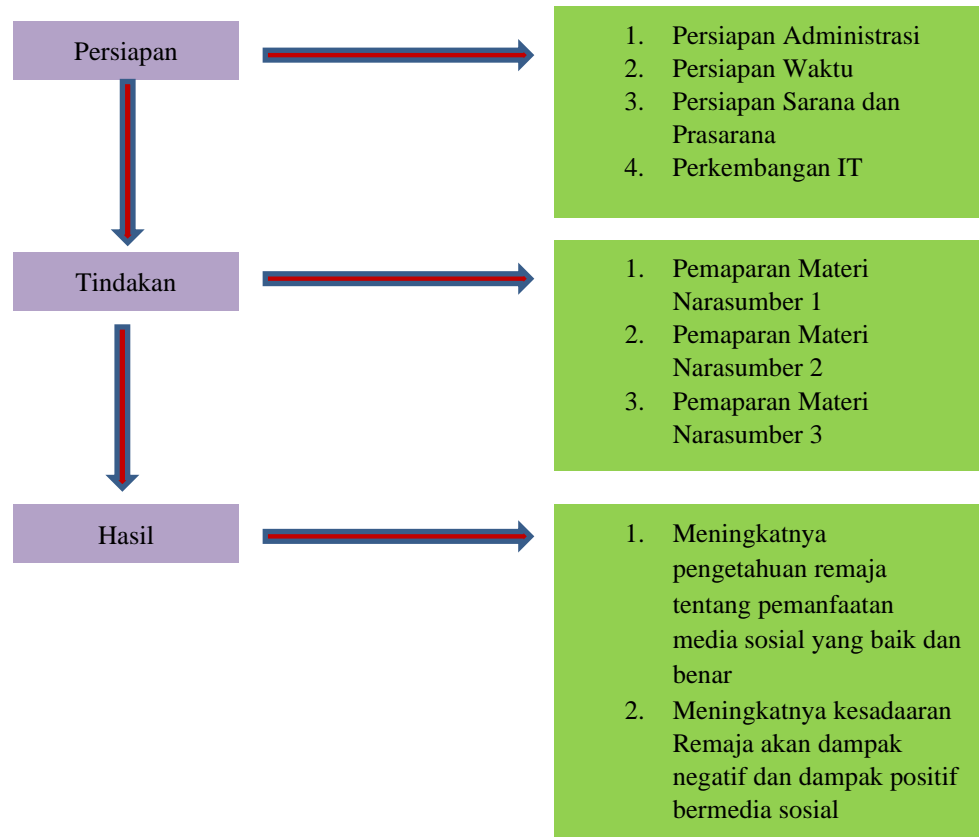 Persiapan
1. Persiapan Administrasi
2. Persiapan Waktu
3. Persiapan Sarana dan
Prasarana
4. Perkembangan IT
Tindakan
1. Pemaparan Materi
Narasumber 1
2. Pemaparan Materi
Narasumber 2
3. Pemaparan Materi
Narasumber 3
Hasil
1. Meningkatnya
pengetahuan remaja
tentang pemanfaatan
media sosial yang baik dan
benar
2. Meningkatnya kesadaaran
Remaja akan dampak
negatif dan dampak positif
bermedia sosial